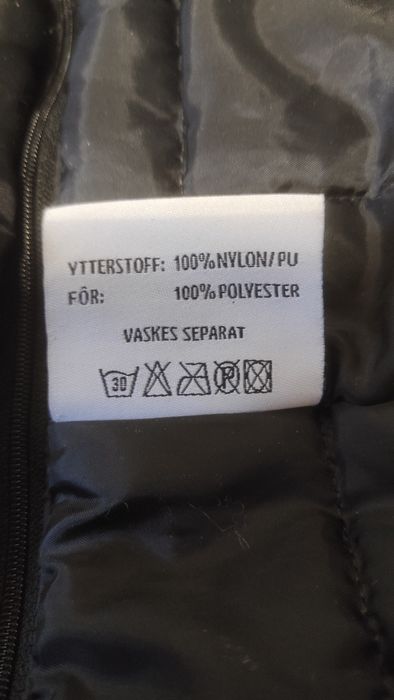 YTTERSTOFF: 100%NYLON/PU
FÔR: 100%POLYESTER
VASKES SEPARAT
30 P